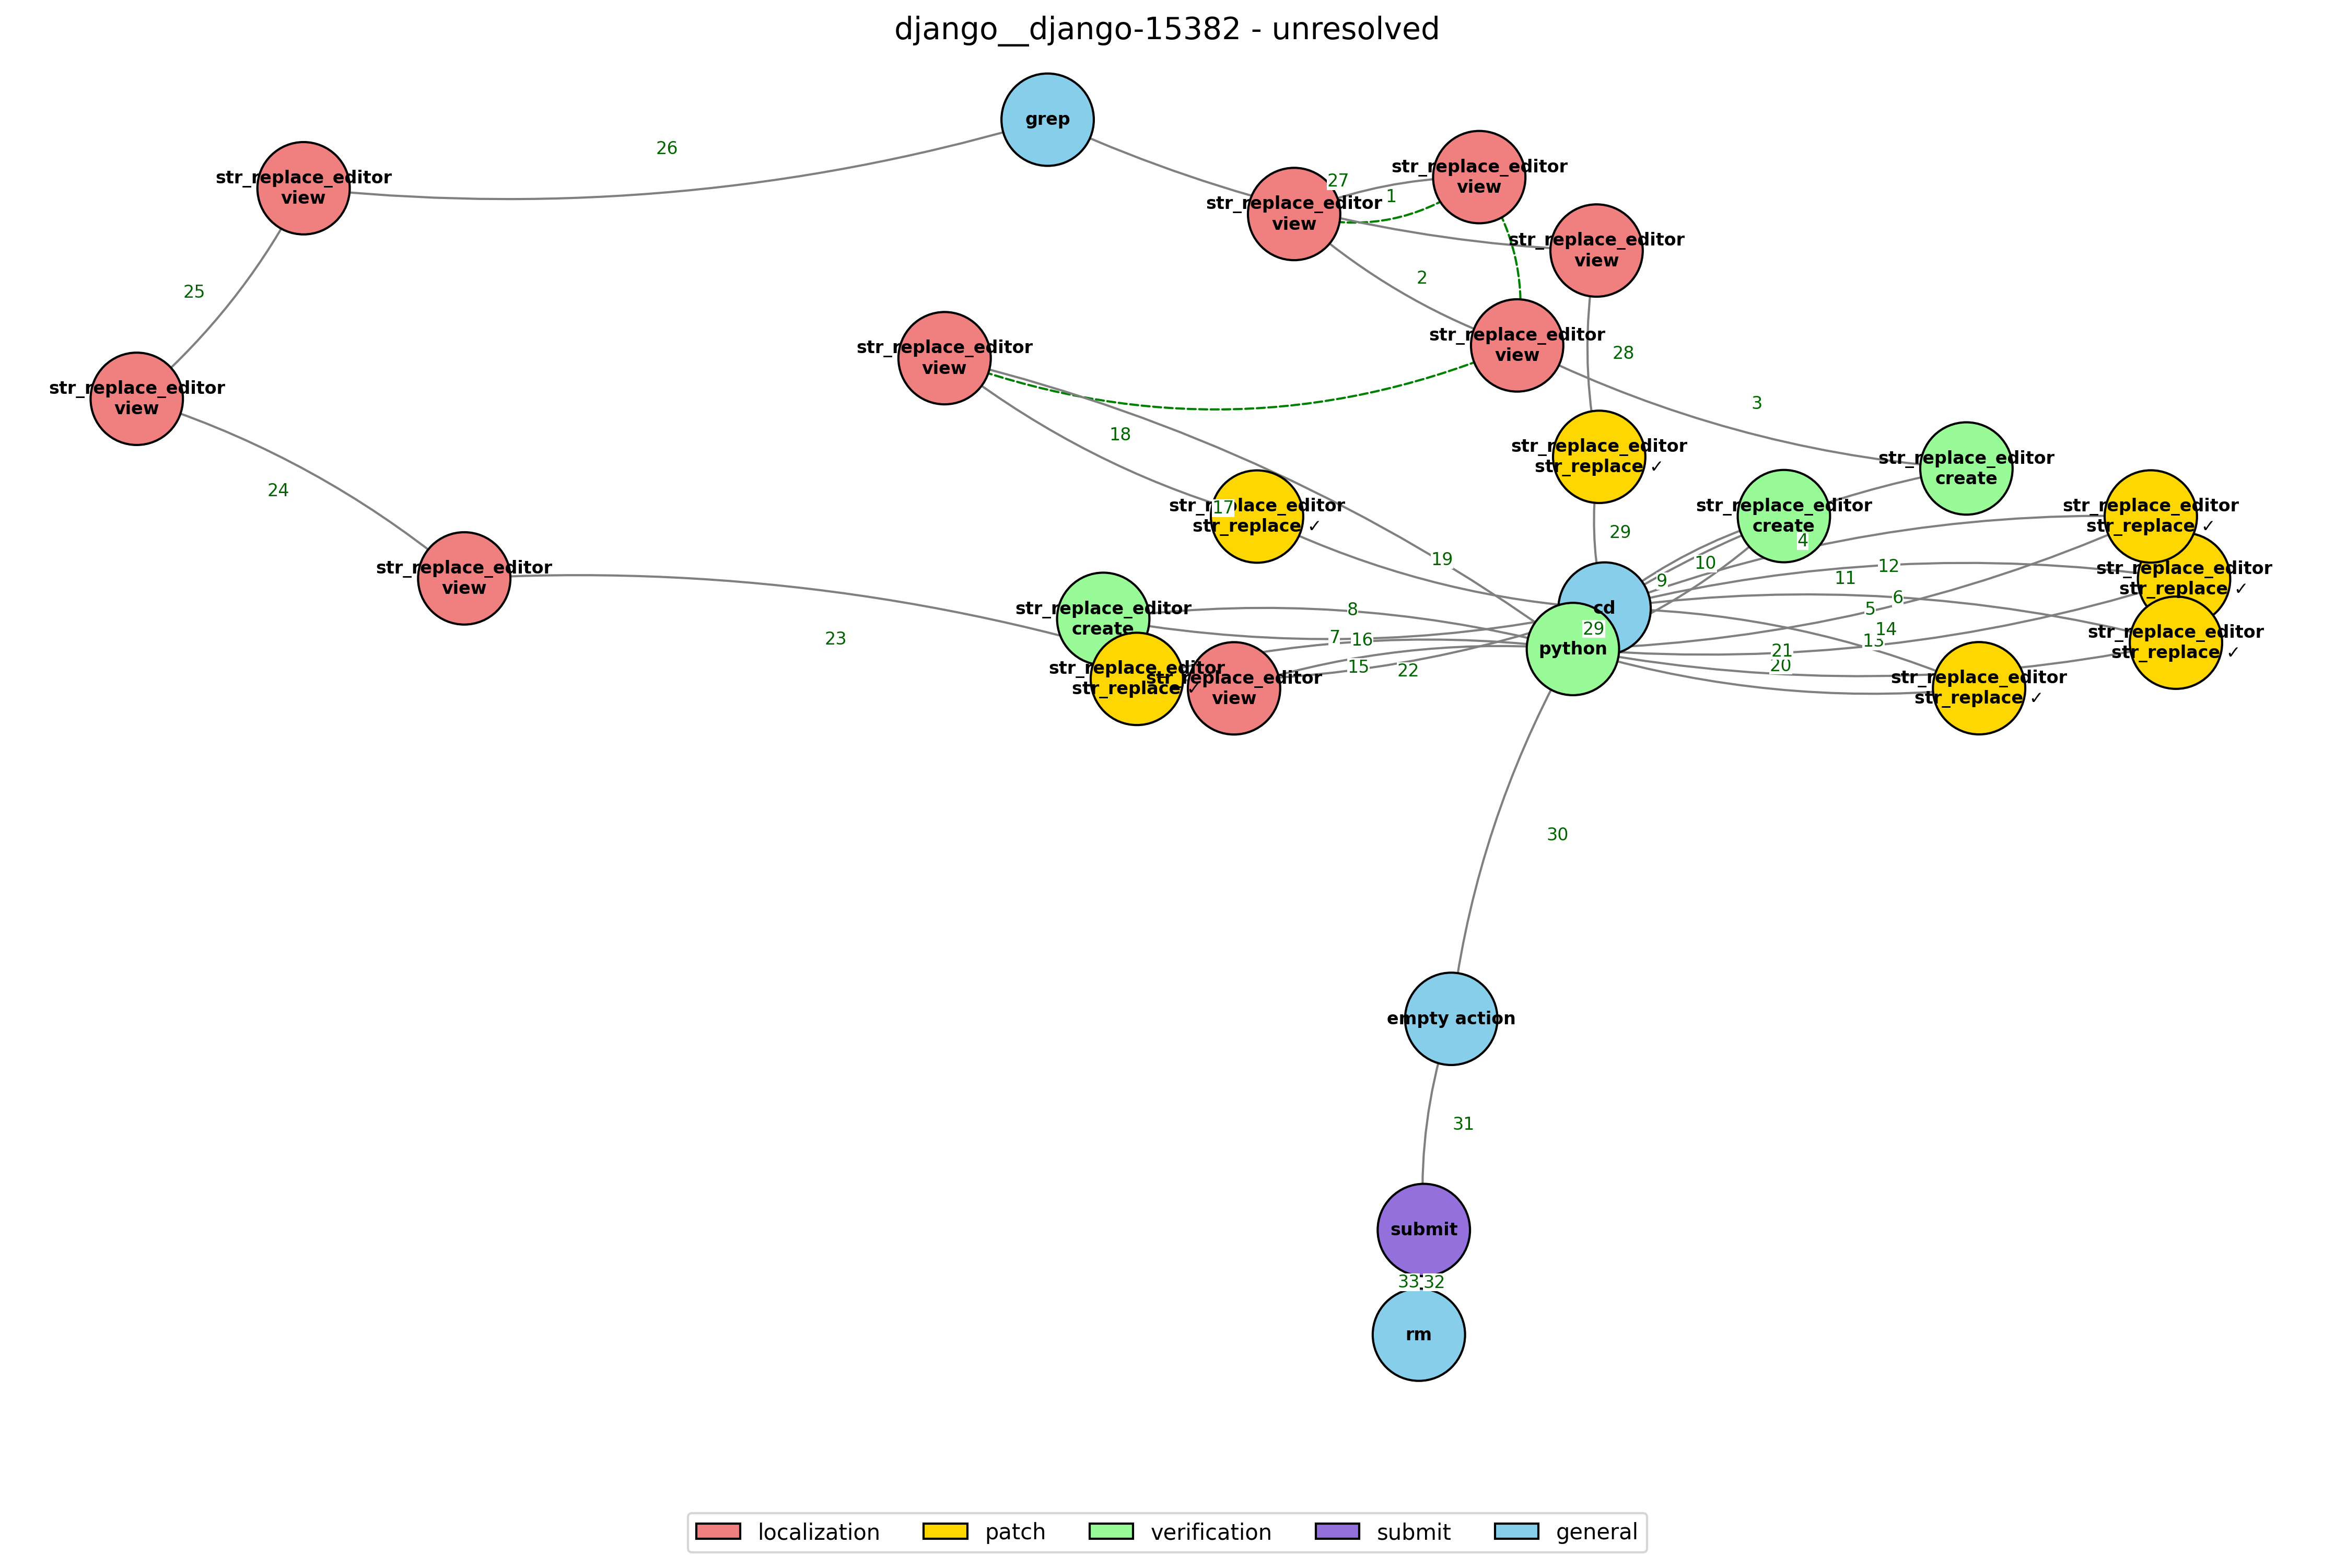 django__django-15382 - unresolved
grep
26
str_replace_editor
view
str_replace_editor
view
27
1
str_replace_editor
view
str_replace_editor
view
25
2
28
str_replace_editor
view
str_replace_editor
view
str_replace_editor
view
3
18
str_replace_editor
str_replace ✓
str_replace_editor
create
24
17
str_replace_editor
str_replace ✓
str_replace_editor
create
str_replace_editor
str_replace ✓
29
4
19
10
9
11
12
str_replace_editor
view
str_replace_editor
str_replace ✓
str_replace_editor
create
8
cd
5
6
23
7
16
29
13
14
str_replace_editor
str_replace ✓
python
15
22
21
20
str_replace_editor
str_replace ✓
str_replace_editor
view
str_replace_editor
str_replace ✓
30
empty action
31
submit
33
32
rm
localization
patch
verification
submit
general